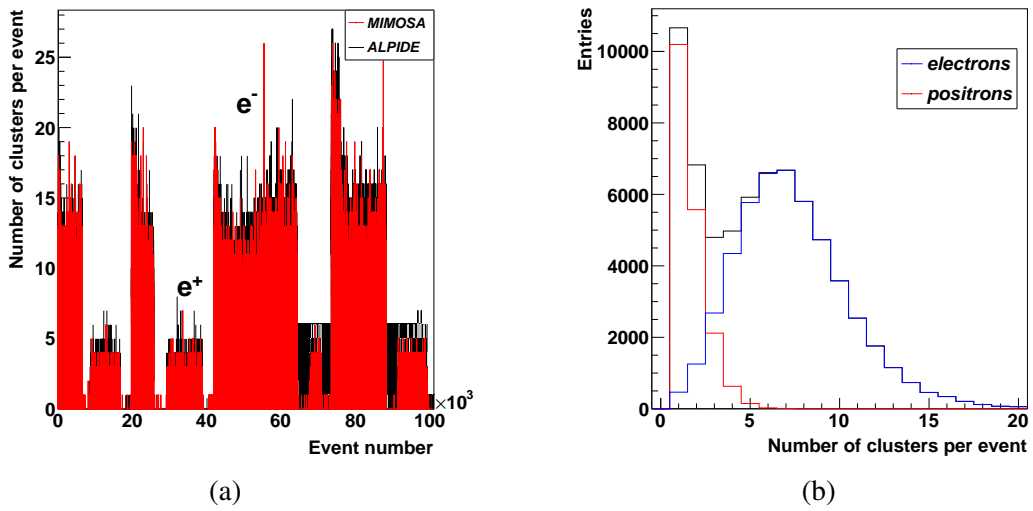 Number of clusters per event
25
20
15
10
5
0
MIMOSA
ALPIDE
e-
e+
0 20 40 60 80 100
×10³
Event number
(a)
Entries
10000
8000
6000
4000
2000
0
electrons
positrons
5 10 15 20
Number of clusters per event
(b)